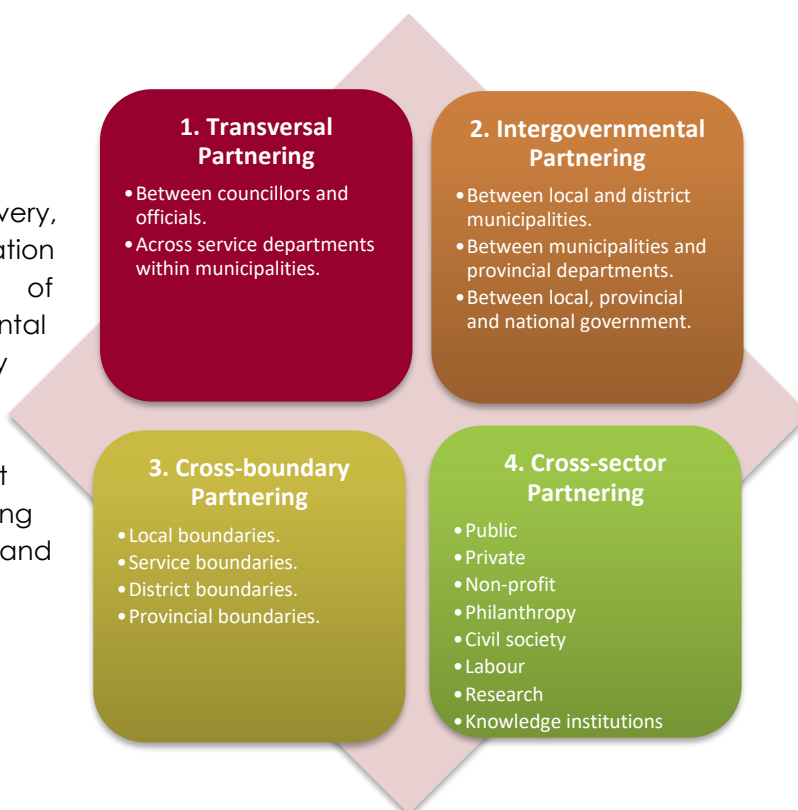 of
and
1. Transversal
Partnering
•Between councillors and
officials.
•Across service departments
within municipalities.
2. Intergovernmental
Partnering
•Between local and district
municipalities.
•Between municipalities and
provincial departments.
•Between local, provincial
and national government.
3. Cross-boundary
Partnering
•Local boundaries.
•Service boundaries.
•District boundaries.
•Provincial boundaries.
4. Cross-sector
Partnering
•Public
•Private
•Non-profit
•Philanthropy
•Civil society
•Labour
•Research
•Knowledge institutions